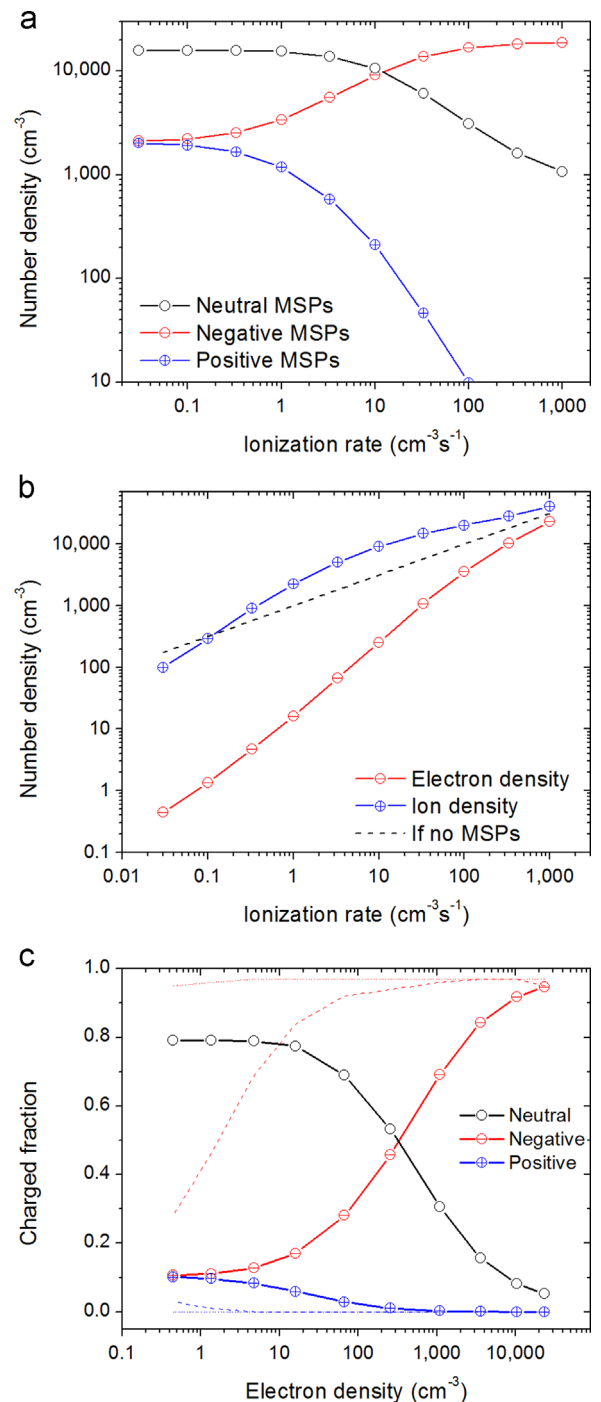 a
Number density (cm⁻³)
10,000
1,000
100
10
Neutral MSPs
Negative MSPs
Positive MSPs
0.1
1
10
100
1,000
Ionization rate (cm⁻³s⁻¹)
b
Number density (cm⁻³)
10,000
1,000
100
10
1
0.1
Electron density
Ion density
If no MSPs
0.01
0.1
1
10
100
1,000
Ionization rate (cm⁻³s⁻¹)
c
Charged fraction
1.0
0.8
0.6
0.4
0.2
0.0
Neutral
Negative
Positive
0.1
1
10
100
1,000
10,000
Electron density (cm⁻³)